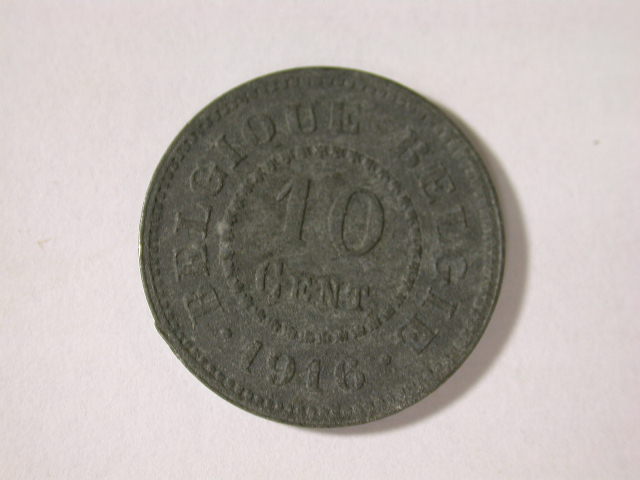 BELGIQUE BELGIE
10
CENT
· 1916 ·